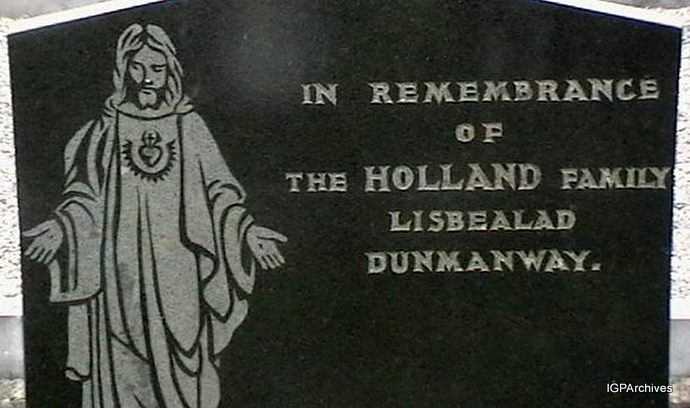 IN REMEMBRANCE
OF
THE HOLLAND FAMILY
LISBEALAD
DUNMANWAY.
IGPArchives